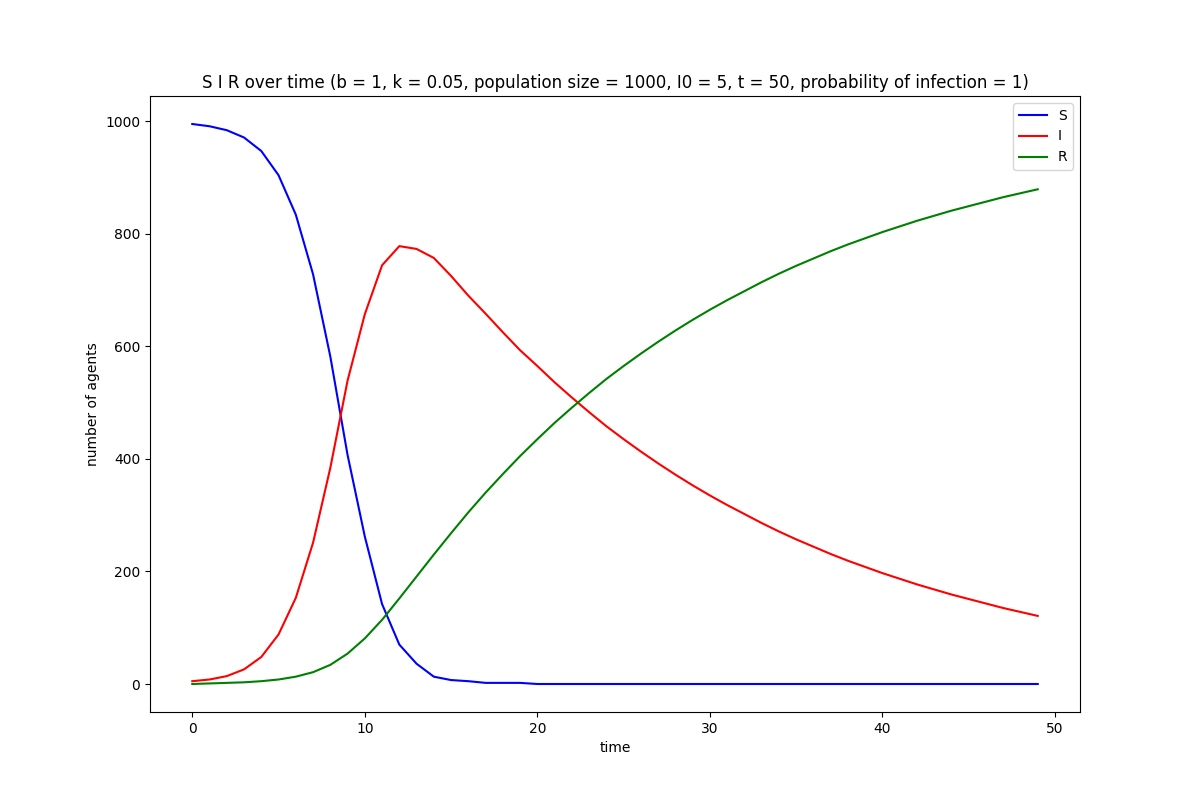 S I R over time (b = 1, k = 0.05, population size = 1000, I0 = 5, t = 50, probability of infection = 1)
S
I
R
1000
800
600
400
200
0
number of agents
0 10 20 30 40 50
time